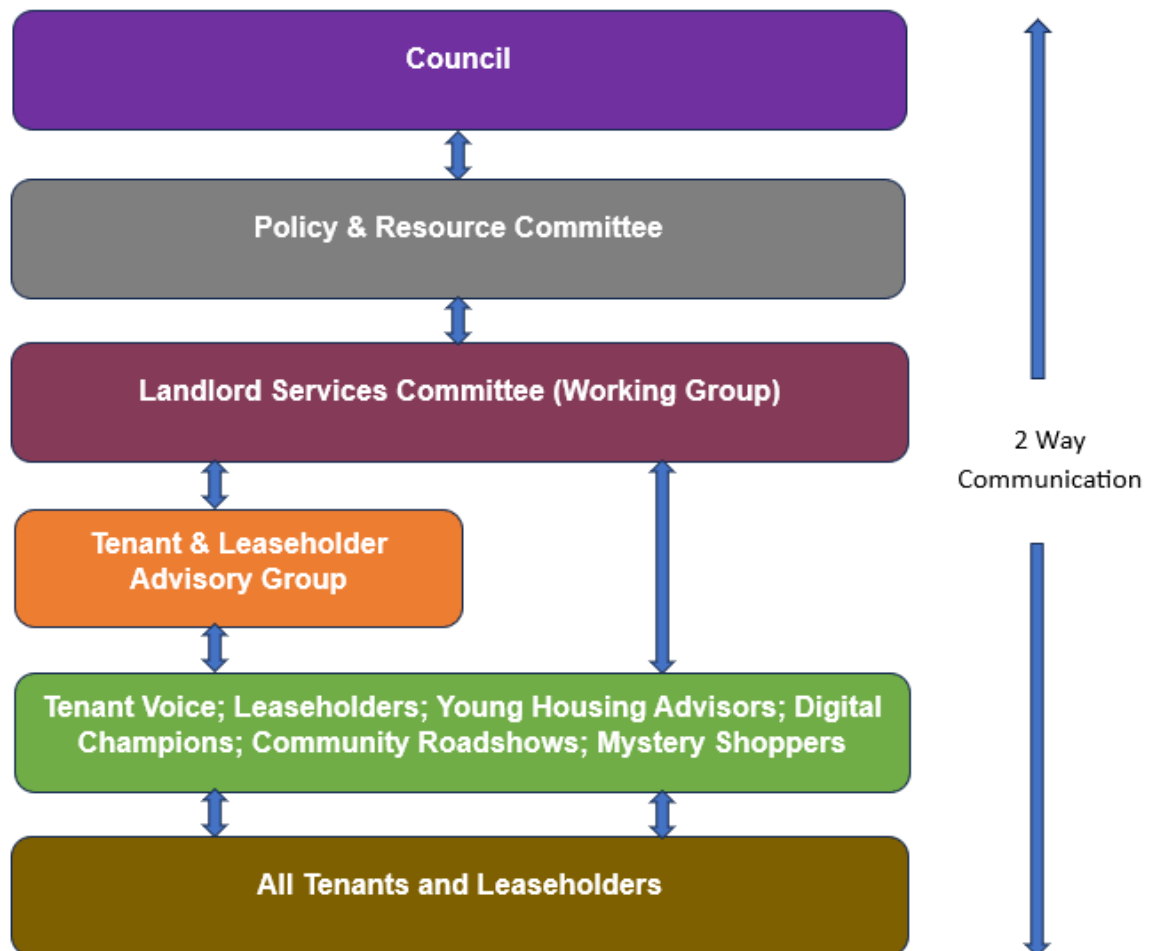 Council
Policy & Resource Committee
Landlord Services Committee (Working Group)
2 Way
Communication
Tenant & Leaseholder
Advisory Group
Tenant Voice; Leaseholders; Young Housing Advisors; Digital
Champions; Community Roadshows; Mystery Shoppers
All Tenants and Leaseholders